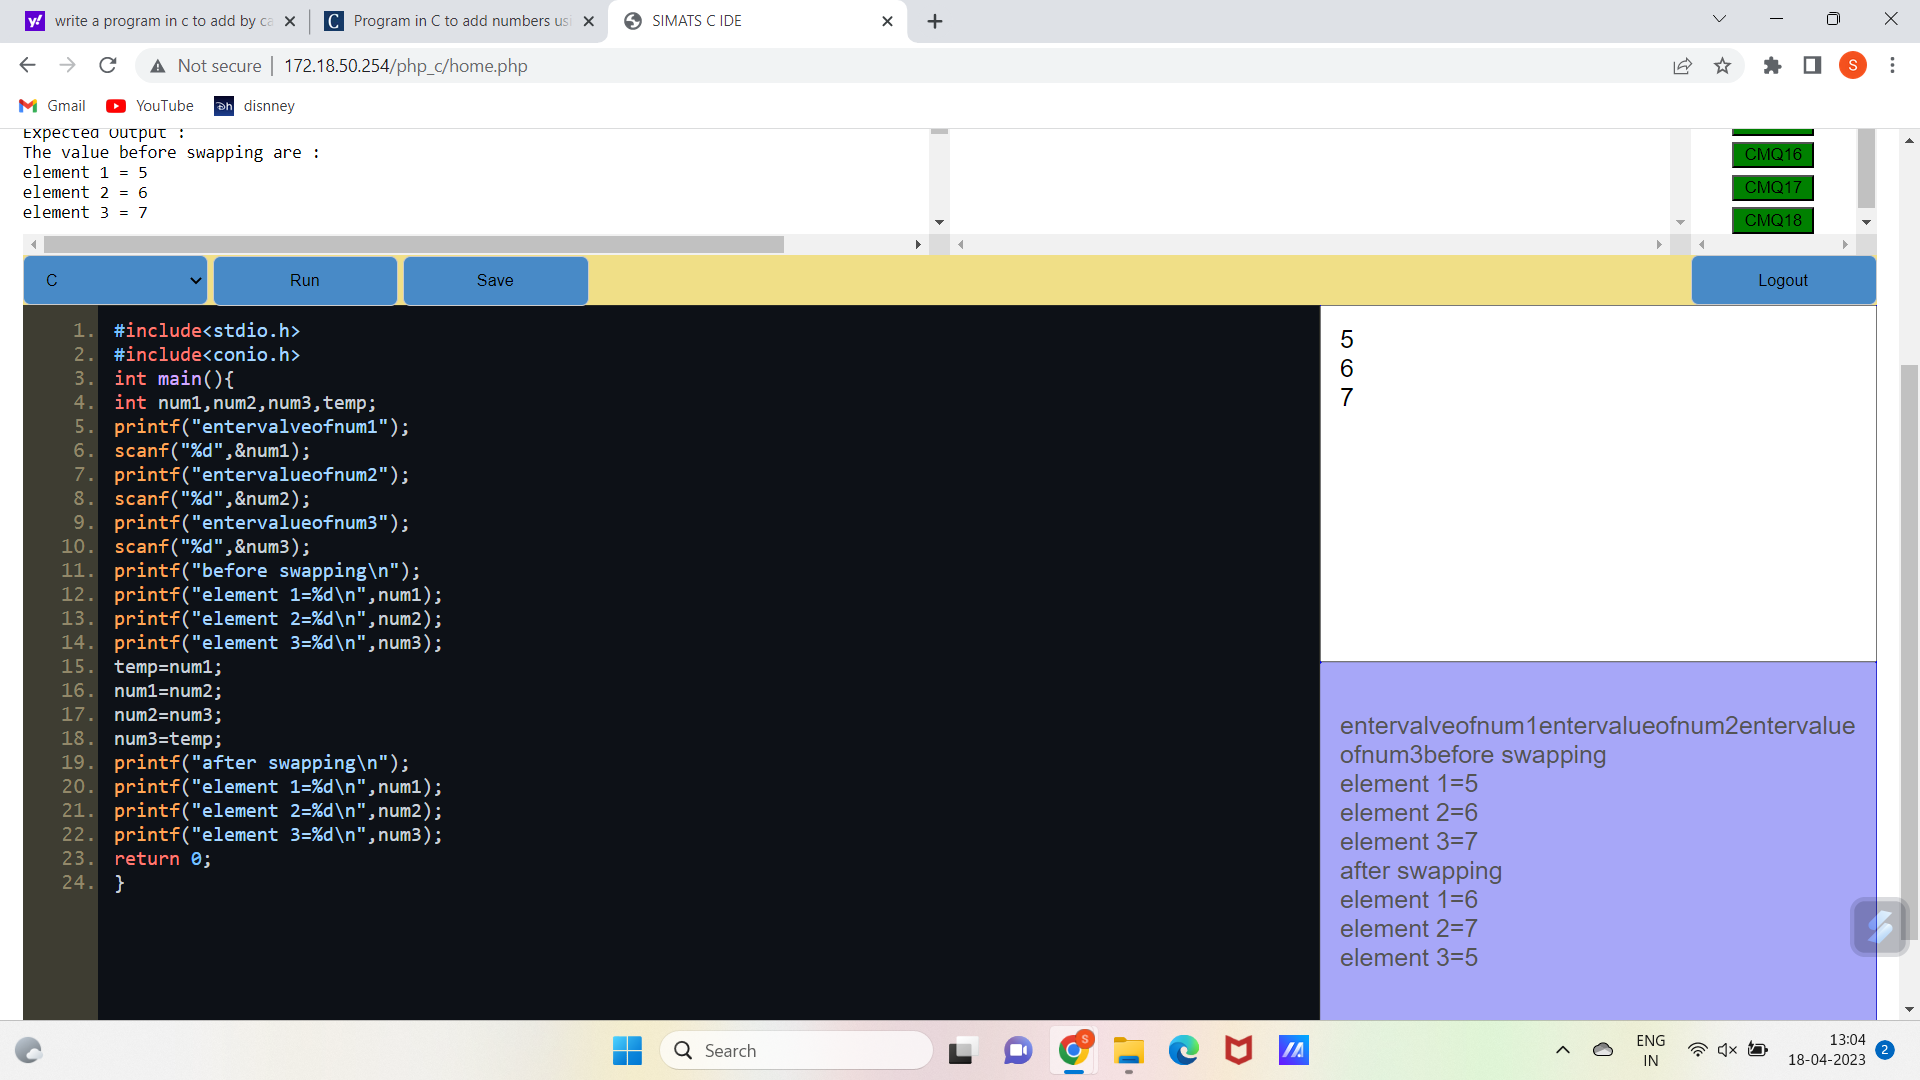 write a program in c to add by ca
Program in C to add numbers usi
SIMATS C IDE
Not secure
172.18.50.254/php_c/home.php
S
Gmail
YouTube
disnney
Expected Output :
The value before swapping are :
element 1 = 5
element 2 = 6
element 3 = 7
CMQ16
CMQ17
CMQ18
C
Run
Save
Logout
1. #include<stdio.h>
2. #include<conio.h>
3. int main(){
4. int num1,num2,num3,temp;
5. printf("entervalveofnum1");
6. scanf("%d",&num1);
7. printf("entervalueofnum2");
8. scanf("%d",&num2);
9. printf("entervalueofnum3");
10. scanf("%d",&num3);
11. printf("before swapping\n");
12. printf("element 1=%d\n",num1);
13. printf("element 2=%d\n",num2);
14. printf("element 3=%d\n",num3);
15. temp=num1;
16. num1=num2;
17. num2=num3;
18. num3=temp;
19. printf("after swapping\n");
20. printf("element 1=%d\n",num1);
21. printf("element 2=%d\n",num2);
22. printf("element 3=%d\n",num3);
23. return 0;
24. }
5
6
7
entervalveofnum1entervalueofnum2entervalue
ofnum3before swapping
element 1=5
element 2=6
element 3=7
after swapping
element 1=6
element 2=7
element 3=5
Search
S
ENG
IN
13:04
18-04-2023
2